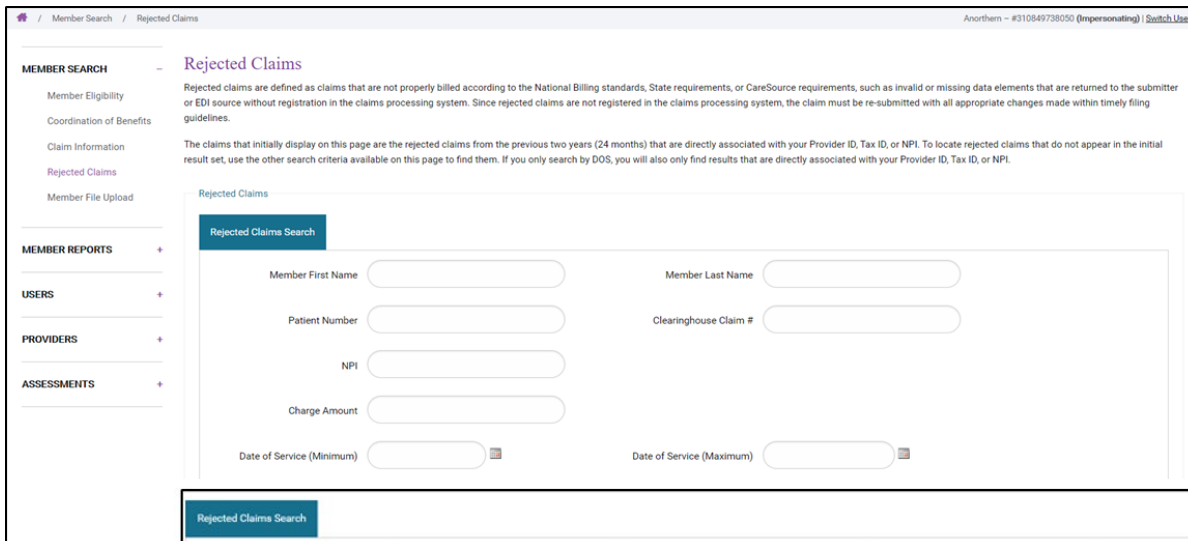 / Member Search / Rejected Claims
Anorthern – #310849738050 (Impersonating) | Switch Use
MEMBER SEARCH –
Member Eligibility
Coordination of Benefits
Claim Information
Rejected Claims
Member File Upload
MEMBER REPORTS +
USERS +
PROVIDERS +
ASSESSMENTS +
Rejected Claims
Rejected claims are defined as claims that are not properly billed according to the National Billing standards, State requirements, or CareSource requirements, such as invalid or missing data elements that are returned to the submitter
or EDI source without registration in the claims processing system. Since rejected claims are not registered in the claims processing system, the claim must be re-submitted with all appropriate changes made within timely filing
guidelines.
The claims that initially display on this page are the rejected claims from the previous two years (24 months) that are directly associated with your Provider ID, Tax ID, or NPI. To locate rejected claims that do not appear in the initial
result set, use the other search criteria available on this page to find them. If you only search by DOS, you will also only find results that are directly associated with your Provider ID, Tax ID, or NPI.
Rejected Claims
Rejected Claims Search
Member First Name
Member Last Name
Patient Number
Clearinghouse Claim #
NPI
Charge Amount
Date of Service (Minimum)
Date of Service (Maximum)
Rejected Claims Search